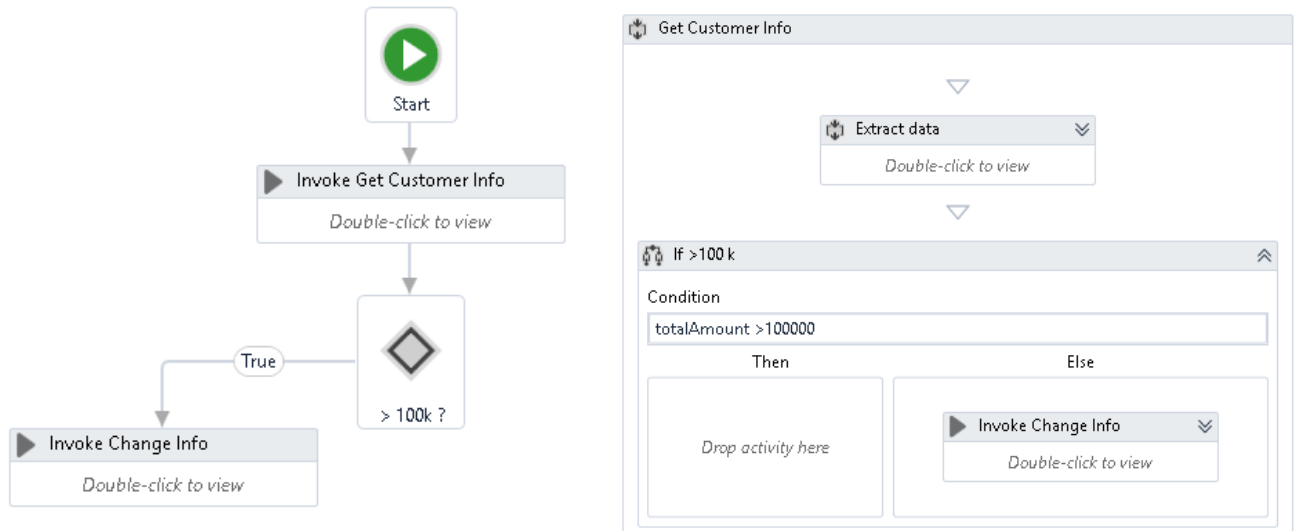 Start
Invoke Get Customer Info
Double-click to view
True
> 100k ?
Invoke Change Info
Double-click to view
Get Customer Info
Extract data
Double-click to view
If >100 k
Condition
totalAmount >100000
Then
Else
Drop activity here
Invoke Change Info
Double-click to view